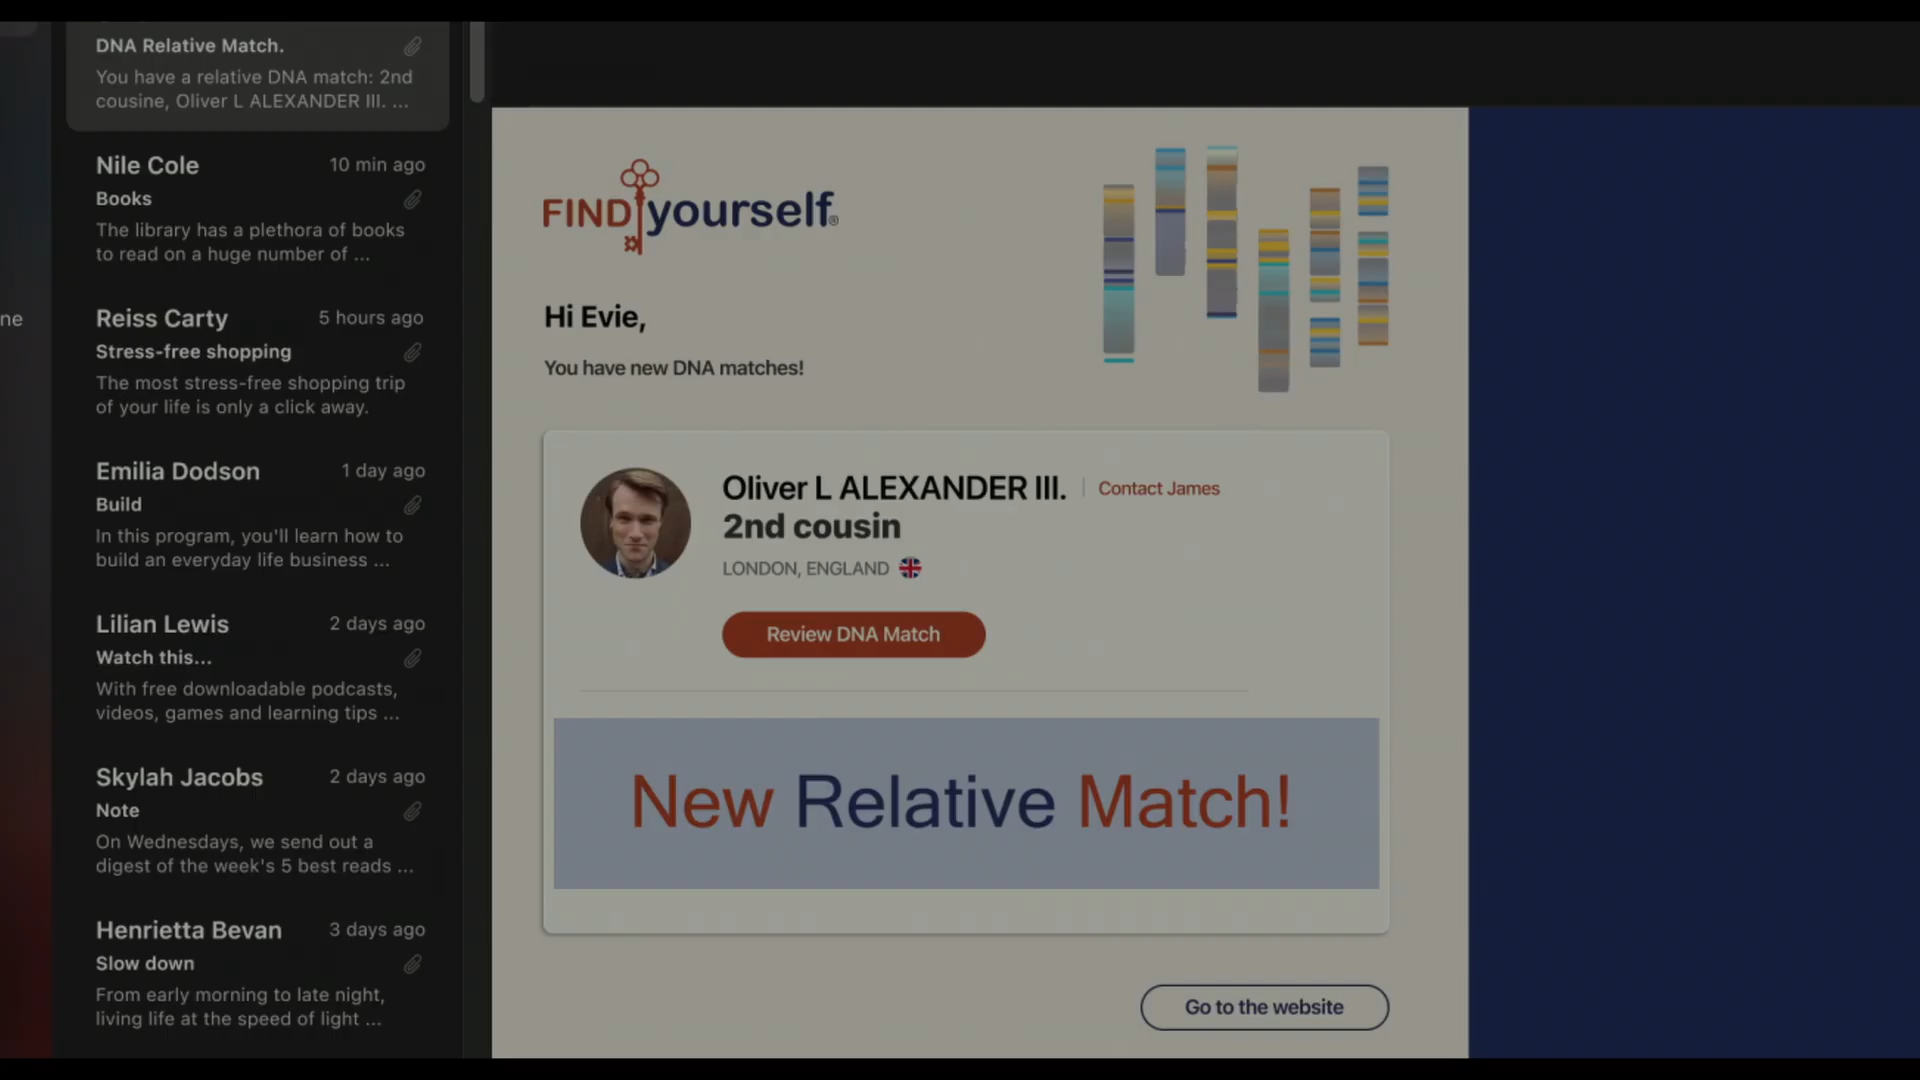 DNA Relative Match.
You have a relative DNA match: 2nd
cousine, Oliver L ALEXANDER III. ...
Nile Cole 10 min ago
Books
The library has a plethora of books
to read on a huge number of ...
Reiss Carty 5 hours ago
Stress-free shopping
The most stress-free shopping trip
of your life is only a click away.
Emilia Dodson 1 day ago
Build
In this program, you'll learn how to
build an everyday life business ...
Lilian Lewis 2 days ago
Watch this...
With free downloadable podcasts,
videos, games and learning tips ...
Skylah Jacobs 2 days ago
Note
On Wednesdays, we send out a
digest of the week's 5 best reads ...
Henrietta Bevan 3 days ago
Slow down
From early morning to late night,
living life at the speed of light ...
ne
FIND yourself®
Hi Evie,
You have new DNA matches!
Oliver L ALEXANDER III. | Contact James
2nd cousin
LONDON, ENGLAND
Review DNA Match
New Relative Match!
Go to the website